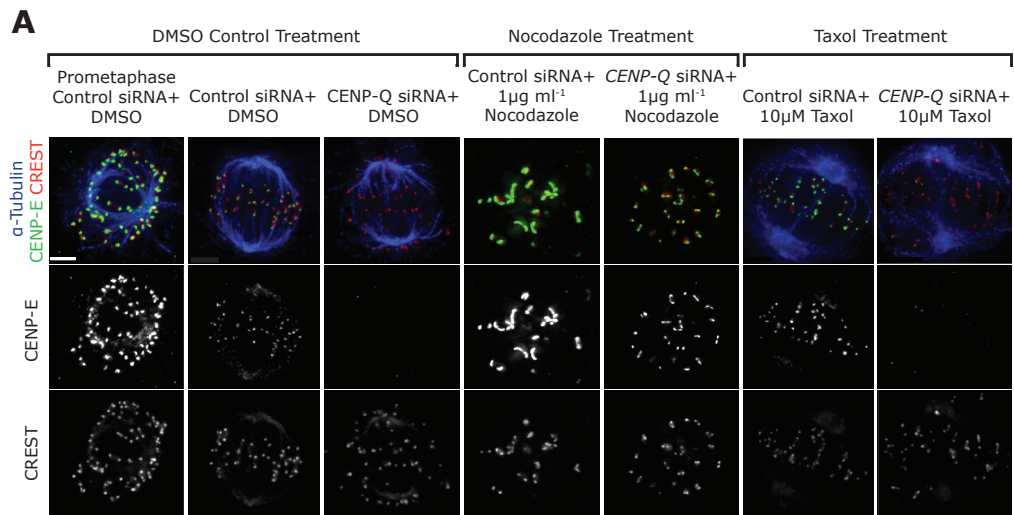 A
DMSO Control Treatment
Nocodazole Treatment
Taxol Treatment
Prometaphase
Control siRNA+
DMSO
Control siRNA+
DMSO
CENP-Q siRNA+
DMSO
Control siRNA+
1µg ml⁻¹
Nocodazole
CENP-Q siRNA+
1µg ml⁻¹
Nocodazole
Control siRNA+
10µM Taxol
CENP-Q siRNA+
10µM Taxol
α-Tubulin
CENP-E CREST
CENP-E
CREST